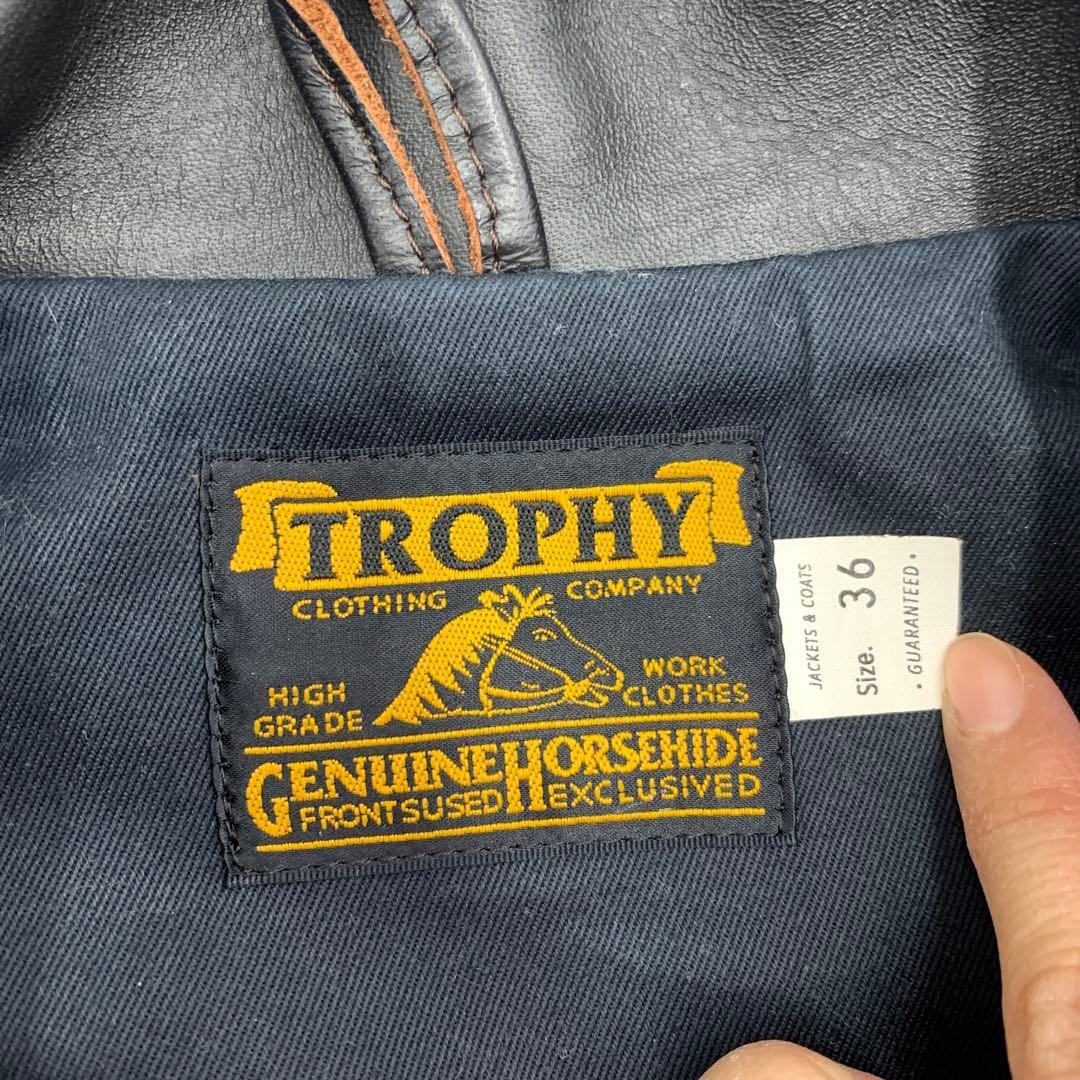 TROPHY
CLOTHING COMPANY
HIGH GRADE
WORK CLOTHES
GENUINE HORSEHIDE
FRONTSUSED EXCLUSIVED
JACKETS & COATS
Size. 36
• GUARANTEED •